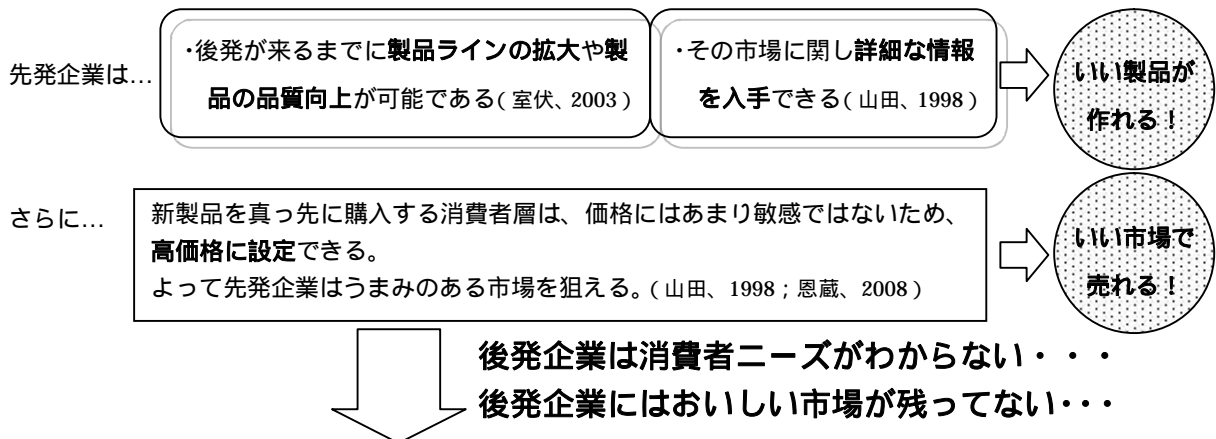 先発企業は…
・後発が来るまでに製品ラインの拡大や製
品の品質向上が可能である(室伏、2003)
・その市場に関し詳細な情報
を入手できる(山田、1998)
いい製品が
作れる!
さらに…
新製品を真っ先に購入する消費者層は、価格にはあまり敏感ではないため、
高価格に設定できる。
よって先発企業はうまみのある市場を狙える。(山田、1998;恩蔵、2008)
いい市場で
売れる!
後発企業は消費者ニーズがわからない・・・
後発企業にはおいしい市場が残ってない・・・